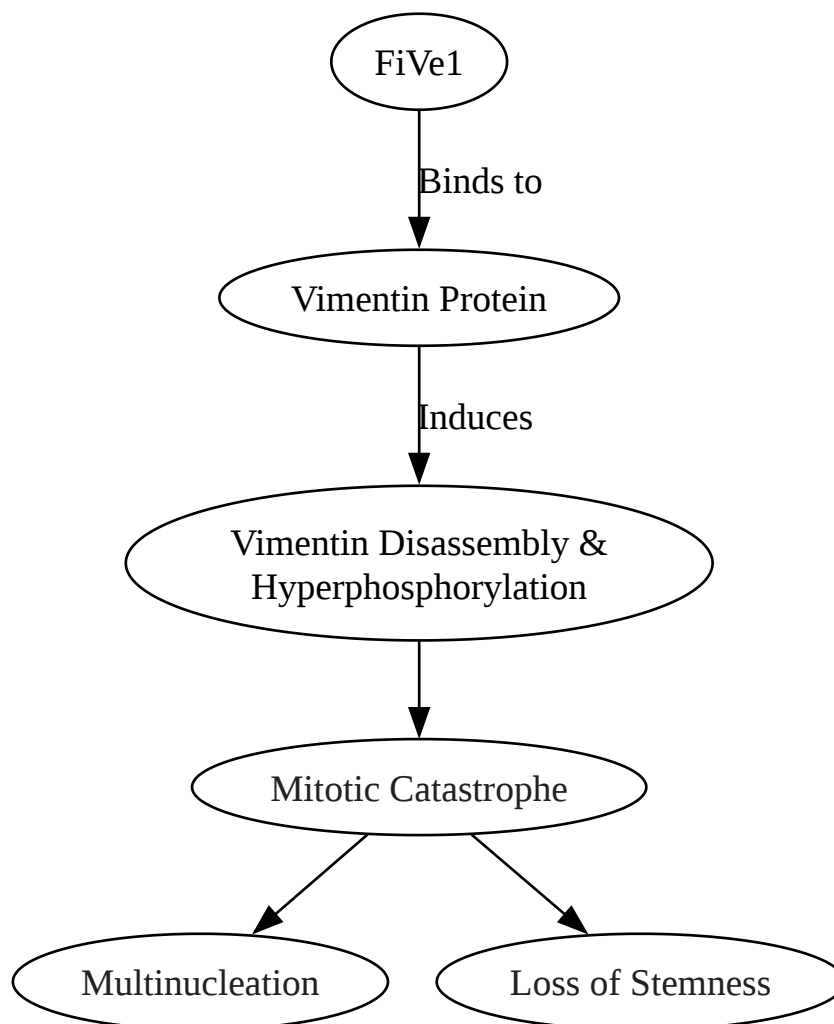 FiVe1
Binds to
Vimentin Protein
Induces
Vimentin Disassembly &
Hyperphosphorylation
Mitotic Catastrophe
Multinucleation
Loss of Stemness